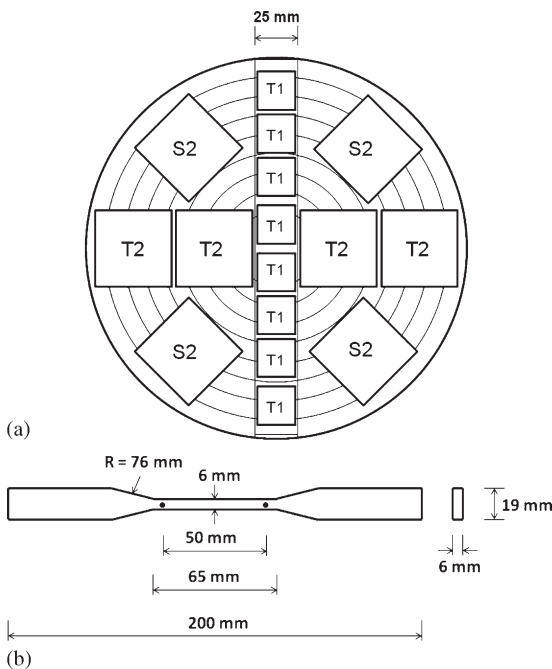 25 mm
T1
T1
S2 S2
T1
T1
T2 T2 T2 T2
T1
T1
S2 S2
T1
T1
(a)
R = 76 mm
6 mm
19 mm
50 mm
6 mm
65 mm
200 mm
(b)